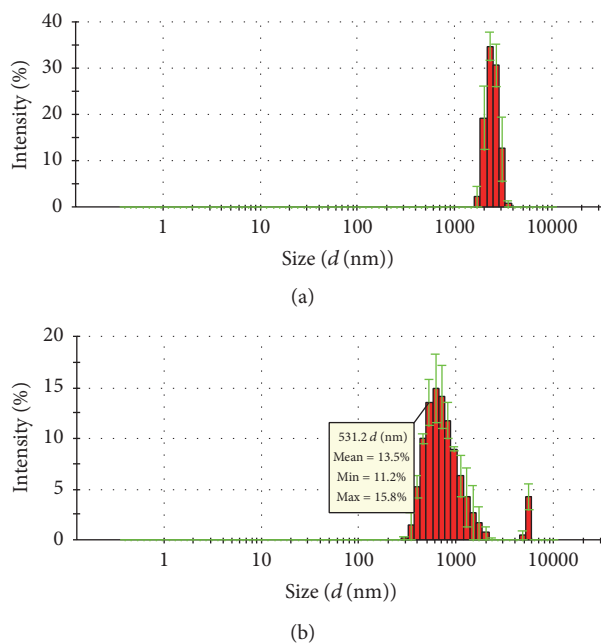 40
30
20
10
0
Intensity (%)
1 10 100 1000 10000
Size (d (nm))
(a)
20
15
10
5
0
Intensity (%)
531.2 d (nm)
Mean = 13.5%
Min = 11.2%
Max = 15.8%
1 10 100 1000 10000
Size (d (nm))
(b)